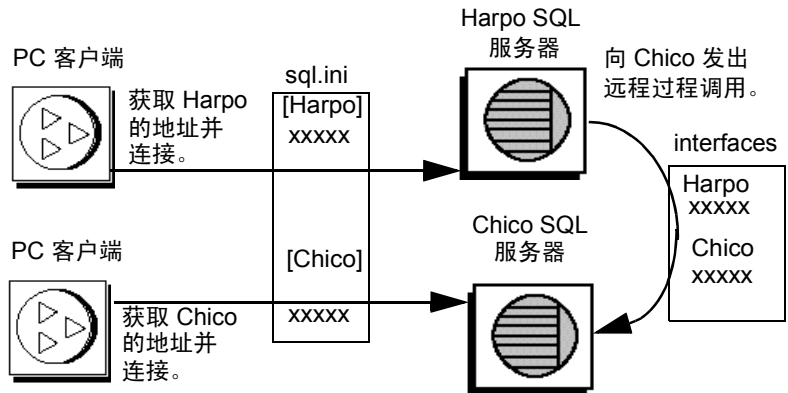 PC 客户端
获取 Harpo
的地址并
连接。
sql.ini
[Harpo]
xxxxx
Harpo SQL
服务器
向 Chico 发出
远程过程调用。
interfaces
Harpo
xxxxx
Chico
xxxxx
PC 客户端
获取 Chico
的地址并
连接。
[Chico]
xxxxx
Chico SQL
服务器